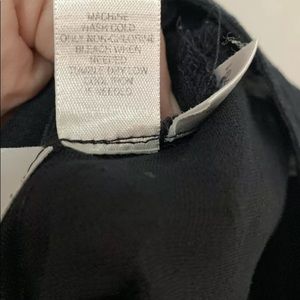 MACHINE
WASH COLD
ONLY NON-CHLORINE
BLEACH WHEN
NEEDED
TUMBLE DRY LOW
COOL IRON
IF NEEDED